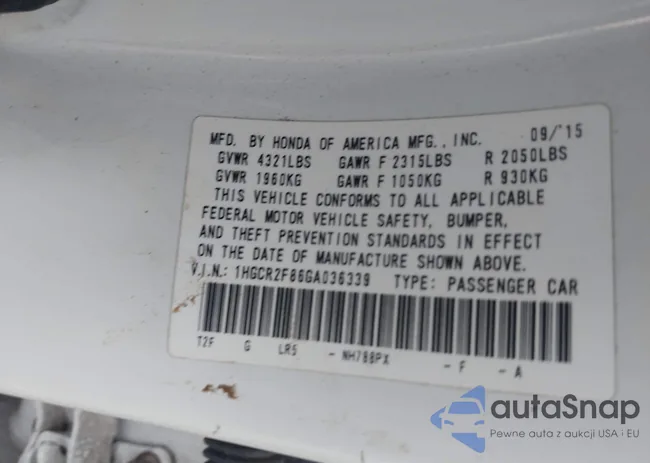 MFD. BY HONDA OF AMERICA MFG., INC. 09/'15
GVWR 4321LBS GAWR F 2315LBS R 2050LBS
GVWR 1960KG GAWR F 1050KG R 930KG
THIS VEHICLE CONFORMS TO ALL APPLICABLE
FEDERAL MOTOR VEHICLE SAFETY, BUMPER,
AND THEFT PREVENTION STANDARDS IN EFFECT
ON THE DATE OF MANUFACTURE SHOWN ABOVE.
V.I.N.: 1HGCR2F86GA036339 TYPE: PASSENGER CAR
T2F G LR5 - NH788PX - F - A
autaSnap
Pewne auta z aukcji USA i EU